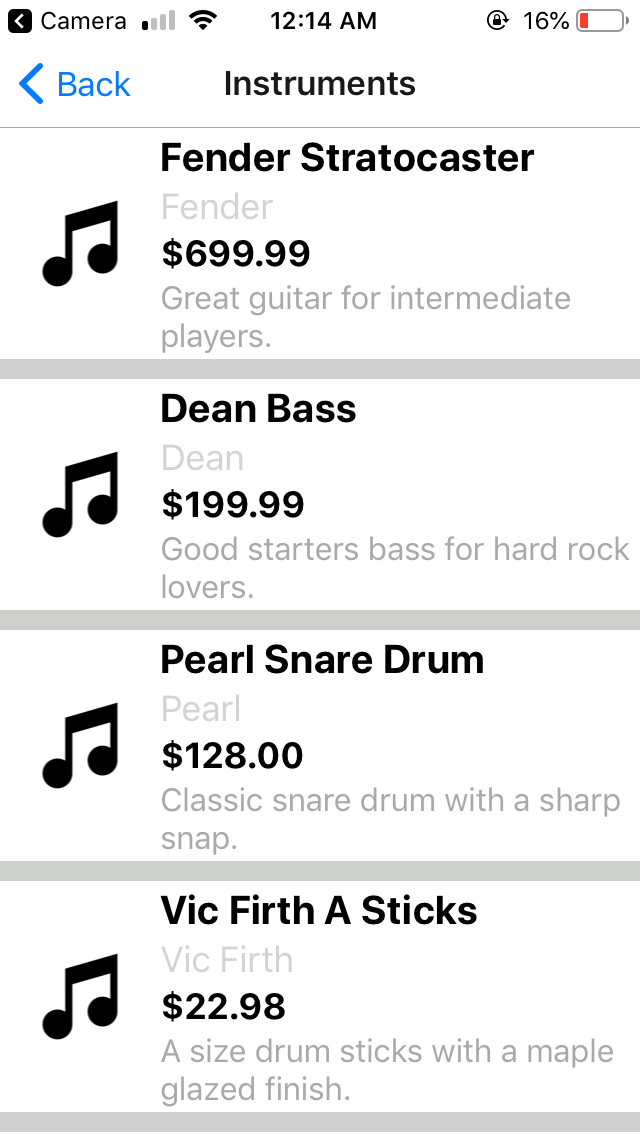 Camera 12:14 AM 16%
Back Instruments
Fender Stratocaster
Fender
$699.99
Great guitar for intermediate
players.
Dean Bass
Dean
$199.99
Good starters bass for hard rock
lovers.
Pearl Snare Drum
Pearl
$128.00
Classic snare drum with a sharp
snap.
Vic Firth A Sticks
Vic Firth
$22.98
A size drum sticks with a maple
glazed finish.